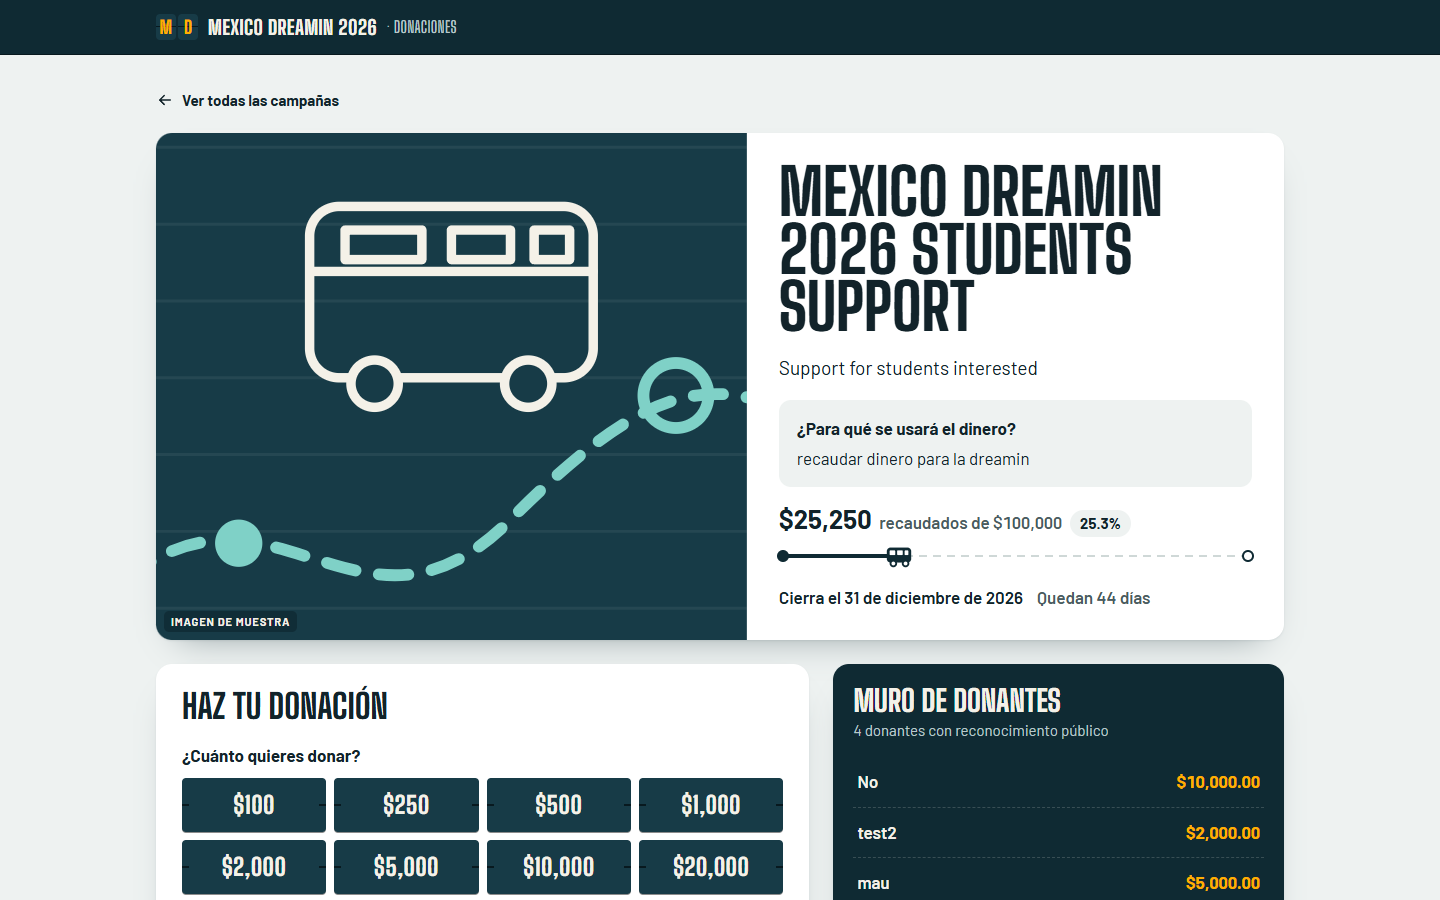 M D MEXICO DREAMIN 2026 · DONACIONES
← Ver todas las campañas
MEXICO DREAMIN
2026 STUDENTS
SUPPORT
Support for students interested
¿Para qué se usará el dinero?
recaudar dinero para la dreamin
$25,250 recaudados de $100,000 25.3%
Cierra el 31 de diciembre de 2026 Quedan 44 días
IMAGEN DE MUESTRA
HAZ TU DONACIÓN
¿Cuánto quieres donar?
$100 $250 $500 $1,000
$2,000 $5,000 $10,000 $20,000
MURO DE DONANTES
4 donantes con reconocimiento público
No $10,000.00
test2 $2,000.00
mau $5,000.00